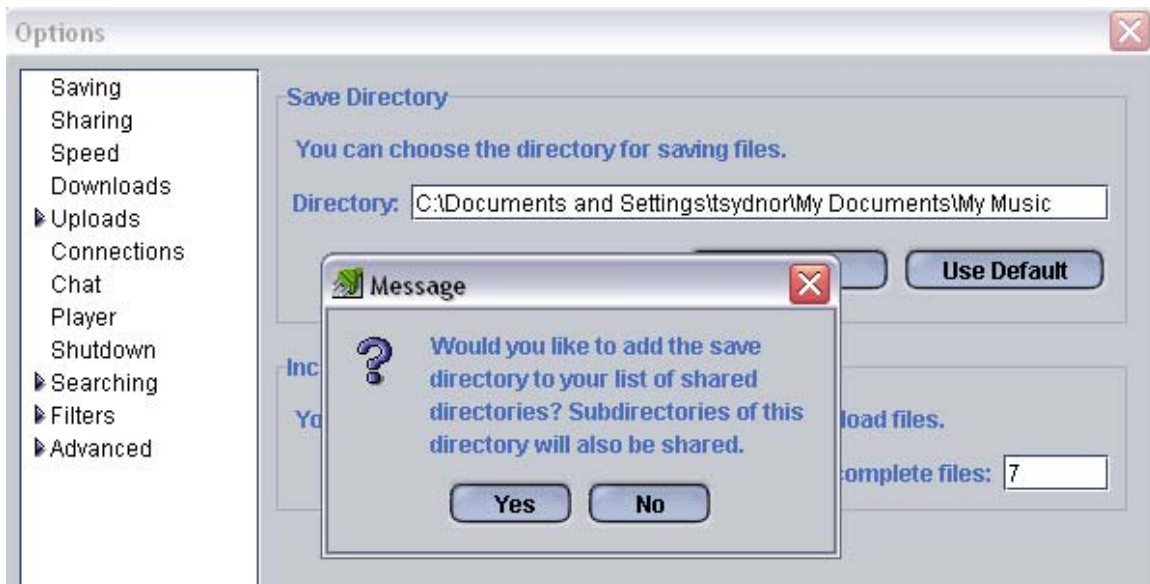 Options
Saving
Sharing
Speed
Downloads
Uploads
Connections
Chat
Player
Shutdown
Searching
Filters
Advanced
Save Directory
You can choose the directory for saving files.
Directory: C:\Documents and Settings\tsydnor\My Documents\My Music
Use Default
Message
Would you like to add the save
directory to your list of shared
directories? Subdirectories of this
directory will also be shared.
Yes No
Inc
Yo load files.
complete files: 7